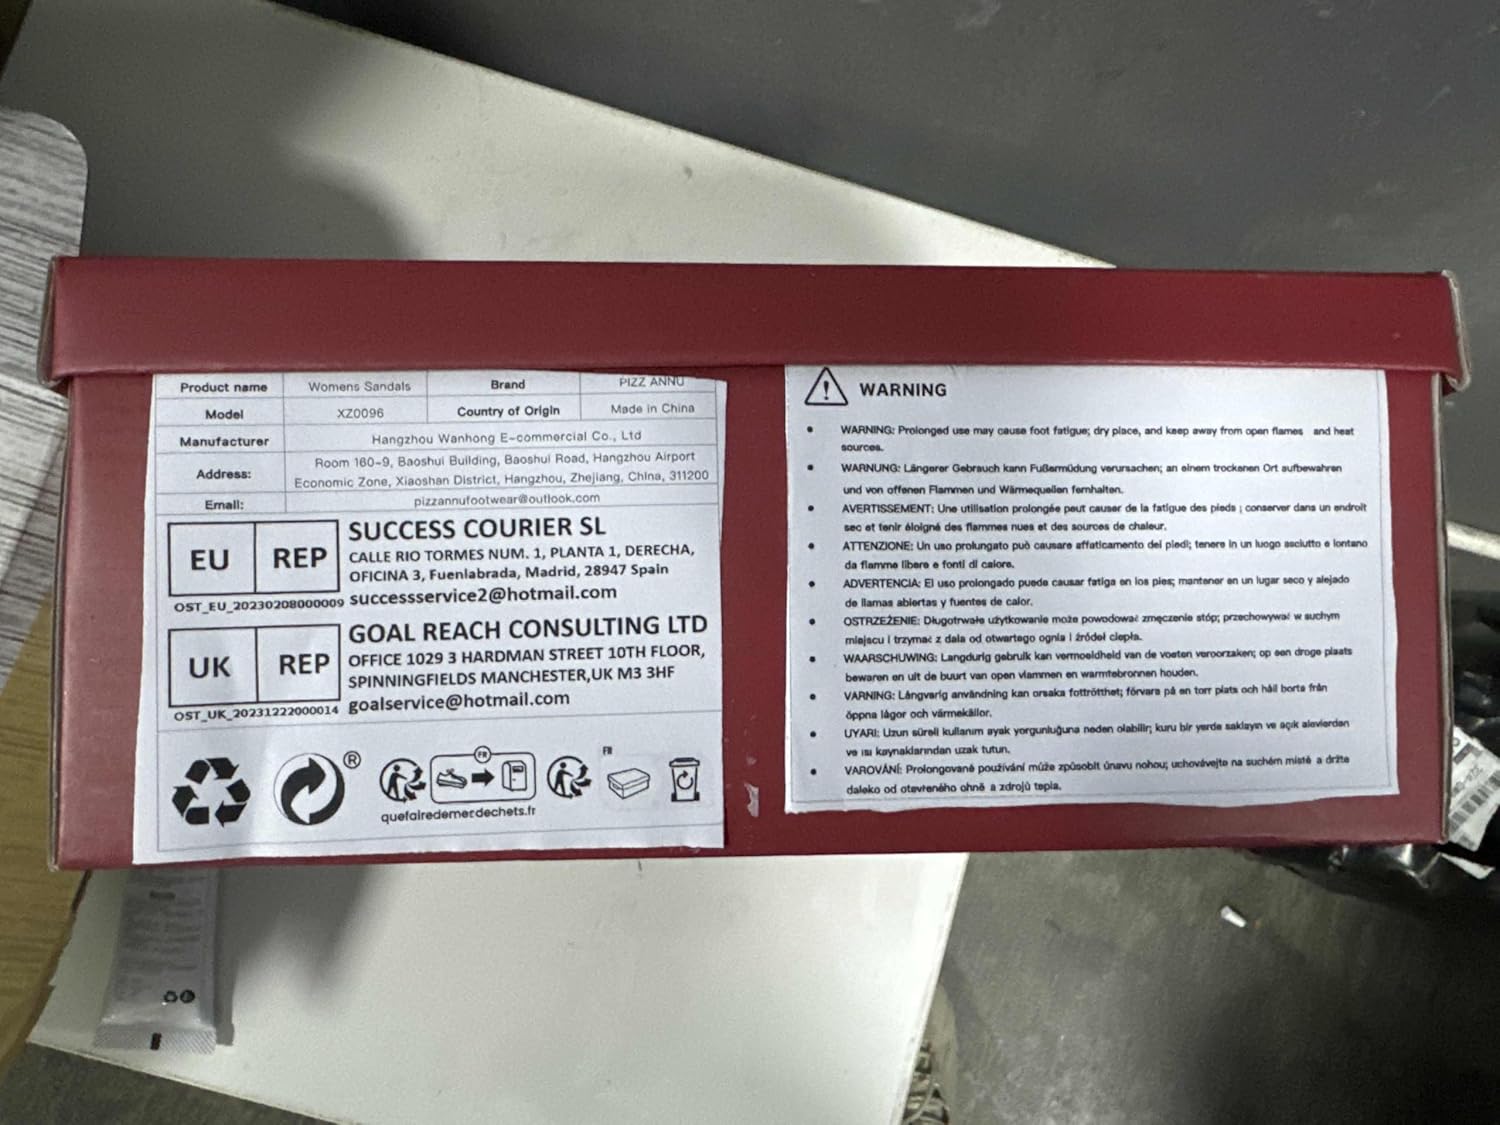 Product name Womens Sandals Brand PIZZ ANNU
Model XZ0096 Country of Origin Made in China
Manufacturer Hangzhou Wanhong E-commercial Co., Ltd
Address: Room 160-9, Baoshui Building, Baoshui Road, Hangzhou Airport
Economic Zone, Xiaoshan District, Hangzhou, Zhejiang, China, 311200
Email: pizzannufootwear@outlook.com
EU REP
SUCCESS COURIER SL
CALLE RIO TORMES NUM. 1, PLANTA 1, DERECHA,
OFICINA 3, Fuenlabrada, Madrid, 28947 Spain
OST_EU_20230208000009 successservice2@hotmail.com
UK REP
GOAL REACH CONSULTING LTD
OFFICE 1029 3 HARDMAN STREET 10TH FLOOR,
SPINNINGFIELDS MANCHESTER,UK M3 3HF
OST_UK_20231222000014 goalservice@hotmail.com
®
FR
FR
quefairedemesdechets.fr
WARNING
WARNING: Prolonged use may cause foot fatigue; dry place, and keep away from open flames and heat
sources.
WARNUNG: Längerer Gebrauch kann Fußermüdung verursachen; an einem trockenen Ort aufbewahren
und von offenen Flammen und Wärmequellen fernhalten.
AVERTISSEMENT: Une utilisation prolongée peut causer de la fatigue des pieds ; conserver dans un endroit
sec et tenir éloigné des flammes nues et des sources de chaleur.
ATTENZIONE: Un uso prolungato può causare affaticamento dei piedi; tenere in un luogo asciutto e lontano
da fiamme libere e fonti di calore.
ADVERTENCIA: El uso prolongado puede causar fatiga en los pies; mantener en un lugar seco y alejado
de llamas abiertas y fuentes de calor.
OSTRZEŻENIE: Długotrwałe użytkowanie może powodować zmęczenie stóp; przechowywać w suchym
miejscu i trzymać z dala od otwartego ognia i źródeł ciepła.
WAARSCHUWING: Langdurig gebruik kan vermoeidheid van de voeten veroorzaken; op een droge plaats
bewaren en uit de buurt van open vlammen en warmtebronnen houden.
VARNING: Långvarig användning kan orsaka fotttrötthet; förvara på en torr plats och håll borta från
öppna lågor och värmekällor.
UYARI: Uzun süreli kullanım ayak yorgunluğuna neden olabilir; kuru bir yerde saklayın ve açık alevlerden
ve ısı kaynaklarından uzak tutun.
VAROVÁNÍ: Prolongované používání může způsobit únavu nohou; uchovávejte na suchém místě a držte
daleko od otevřeného ohně a zdrojů tepla.